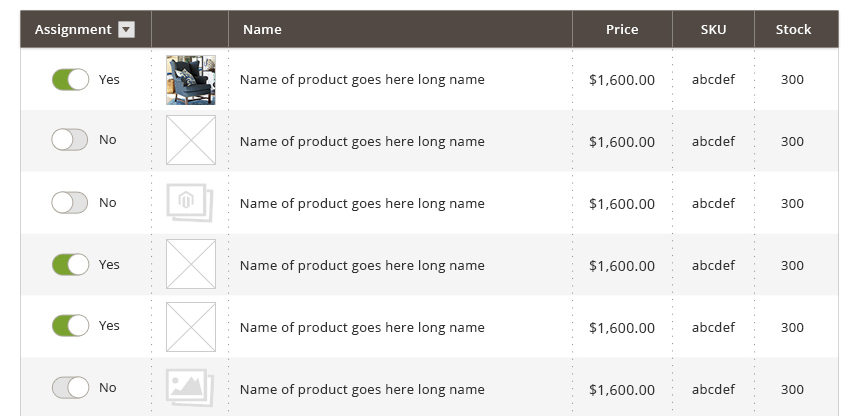 Assignment Name Price SKU Stock
Yes Name of product goes here long name $1,600.00 abcdef 300
No Name of product goes here long name $1,600.00 abcdef 300
No Name of product goes here long name $1,600.00 abcdef 300
Yes Name of product goes here long name $1,600.00 abcdef 300
Yes Name of product goes here long name $1,600.00 abcdef 300
No Name of product goes here long name $1,600.00 abcdef 300